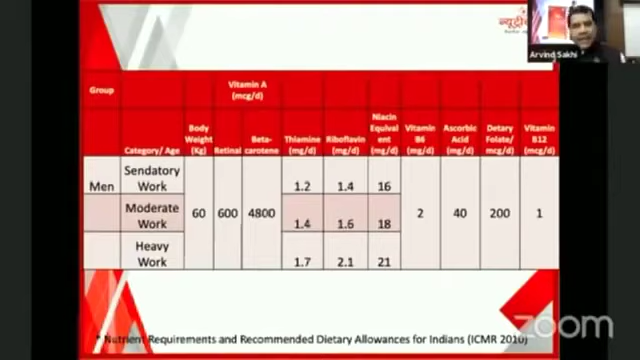 Arvind Sakhi
Group
Vitamin A
(mcg/d)
Category/ Age
Body
Weight
(Kg)
Retinal
Beta-
carotene
Thiamine
(mg/d)
Riboflavin
(mg/d)
Niacin
Equival
ent
(mg/d)
Vitamin
B6
(mg/d)
Ascorbic
Acid
(mg/d)
Detary
Folate/
mcg/d)
Vitamin
B12
mcg/d)
Men
Sendatory
Work
60
600
4800
1.2
1.4
16
2
40
200
1
Moderate
Work
1.4
1.6
18
Heavy
Work
1.7
2.1
21
* Nutrient Requirements and Recommended Dietary Allowances for Indians (ICMR 2010)
zoom